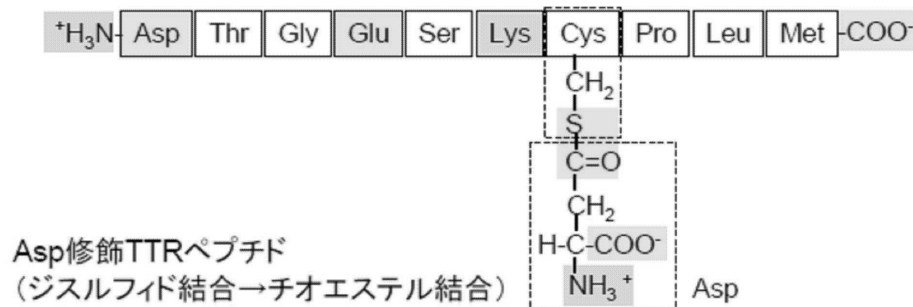 ⁺H₃N- Asp Thr Gly Glu Ser Lys Cys Pro Leu Met -COO⁻
CH₂
S
C=O
CH₂
H-C-COO⁻
NH₃⁺
Asp
Asp修飾TTRペプチド
(ジスルフィド結合→チオエステル結合)